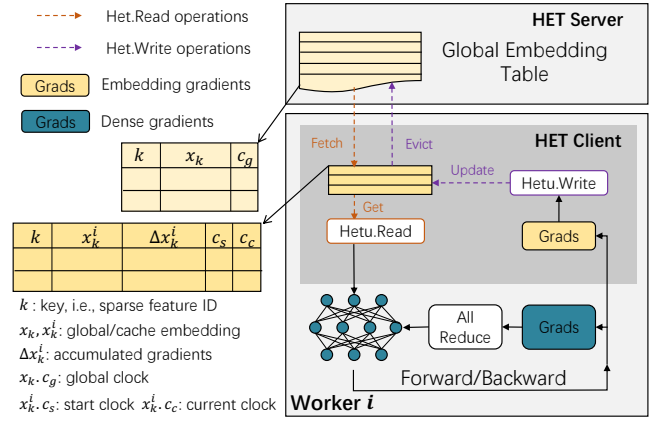 Het.Read operations
Het.Write operations
Grads Embedding gradients
Grads Dense gradients
k x_k c_g
k x_k^i Δx_k^i c_s c_c
k : key, i.e., sparse feature ID
x_k, x_k^i: global/cache embedding
Δx_k^i: accumulated gradients
x_k.c_g: global clock
x_k^i.c_s: start clock x_k^i.c_c: current clock
HET Server
Global Embedding
Table
HET Client
Fetch
Evict
Update
Hetu.Write
Get
Hetu.Read
Grads
All
Reduce
Grads
Forward/Backward
Worker i